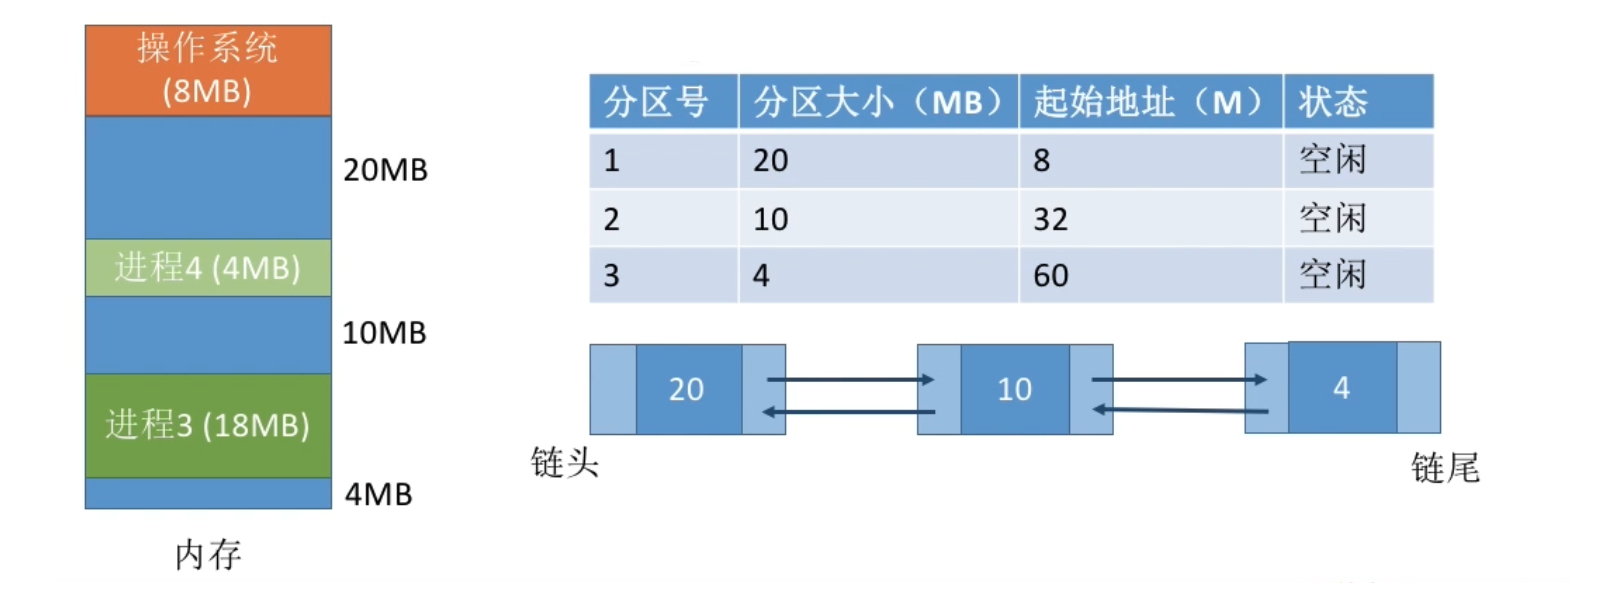 操作系统
(8MB)
20MB
进程4 (4MB)
10MB
进程3 (18MB)
4MB
内存
分区号 分区大小（MB） 起始地址（M） 状态
1 20 8 空闲
2 10 32 空闲
3 4 60 空闲
20 10 4
链头 链尾